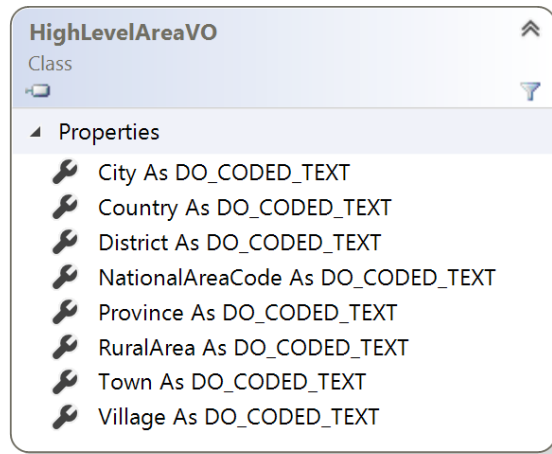 HighLevelAreaVO
Class
Properties
City As DO_CODED_TEXT
Country As DO_CODED_TEXT
District As DO_CODED_TEXT
NationalAreaCode As DO_CODED_TEXT
Province As DO_CODED_TEXT
RuralArea As DO_CODED_TEXT
Town As DO_CODED_TEXT
Village As DO_CODED_TEXT